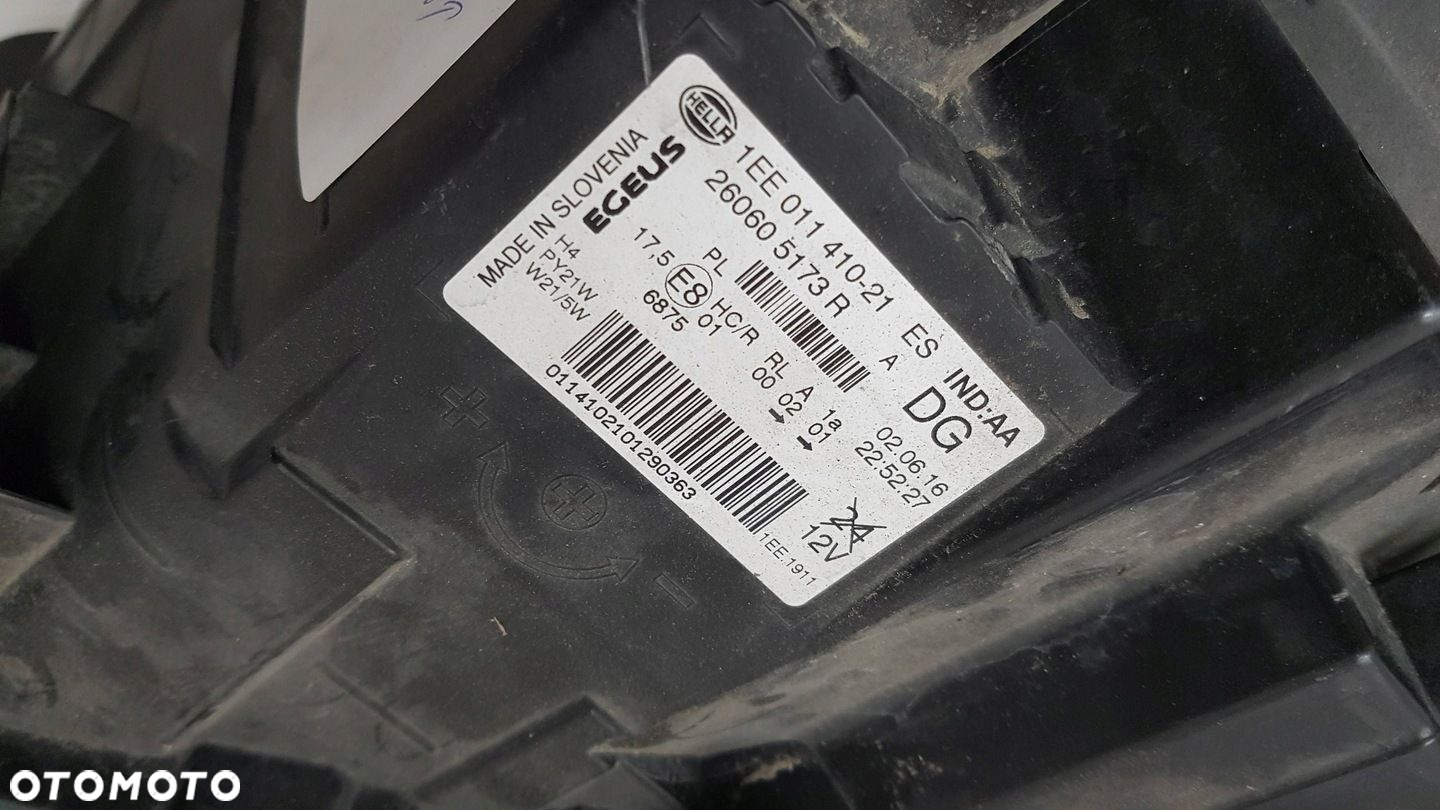 HELLA
1EE 011 410-21 ES IND:AA
26060 5173 R A DG
MADE IN SLOVENIA
EGEUS
PL
02.06.16
22:52:27
17,5 E8 HC/R RL A 1a
01 00 02 01
6875
→ →
H4
PY21W
W21/5W
24
12V
01141021012903​63
1EE.1911
+
-
OTOMOTO